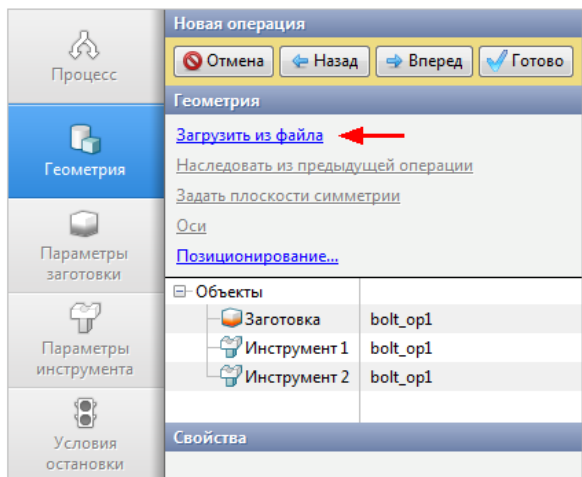 Новая операция
Отмена Назад Вперед Готово
Процесс
Геометрия
Загрузить из файла
Наследовать из предыдущей операции
Задать плоскости симметрии
Оси
Позиционирование...
Геометрия
Параметры
заготовки
Параметры
инструмента
Условия
остановки
Объекты
Заготовка bolt_op1
Инструмент 1 bolt_op1
Инструмент 2 bolt_op1
Свойства